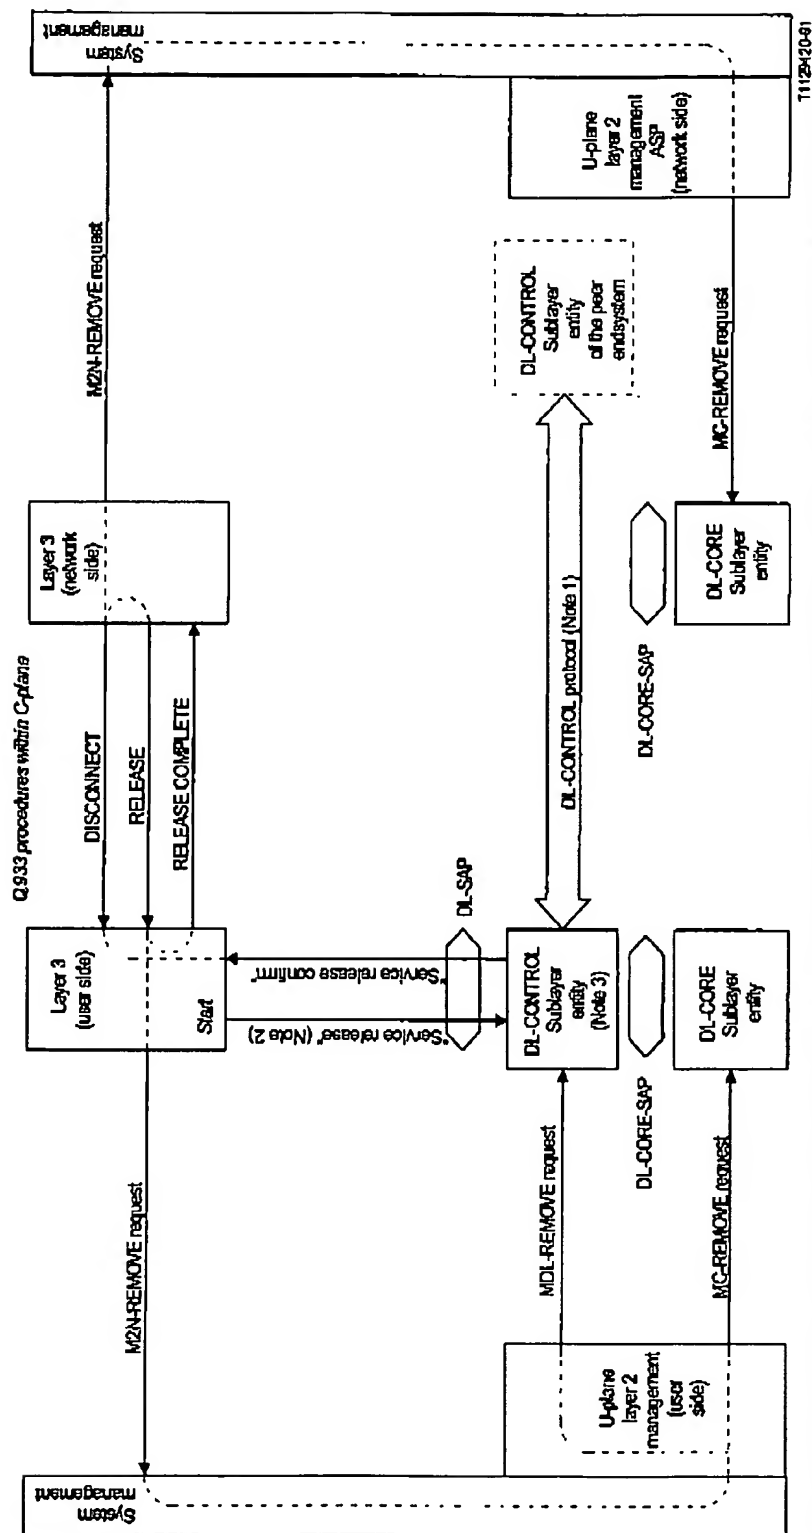 Q.933 procedures within C-plane
System
management
M2N-REMOVE request
Layer 3
(user side)
Start
DISCONNECT
RELEASE
RELEASE COMPLETE
Layer 3
(network
side)
M2N-REMOVE request
System
management
"Service release" (Note 2)
"Service release confirm"
DL-SAP
U-plane
layer 2
management
(user
side)
MDL-REMOVE request
DL-CONTROL
Sublayer
entity
(Note 3)
DL-CONTROL protocol (Note 1)
DL-CONTROL
Sublayer
entity
of the peer
endsystem
U-plane
layer 2
management
ASP
(network side)
DL-CORE-SAP
DL-CORE-SAP
MC-REMOVE request
DL-CORE
Sublayer
entity
DL-CORE
Sublayer
entity
MC-REMOVE request
T1129420-91